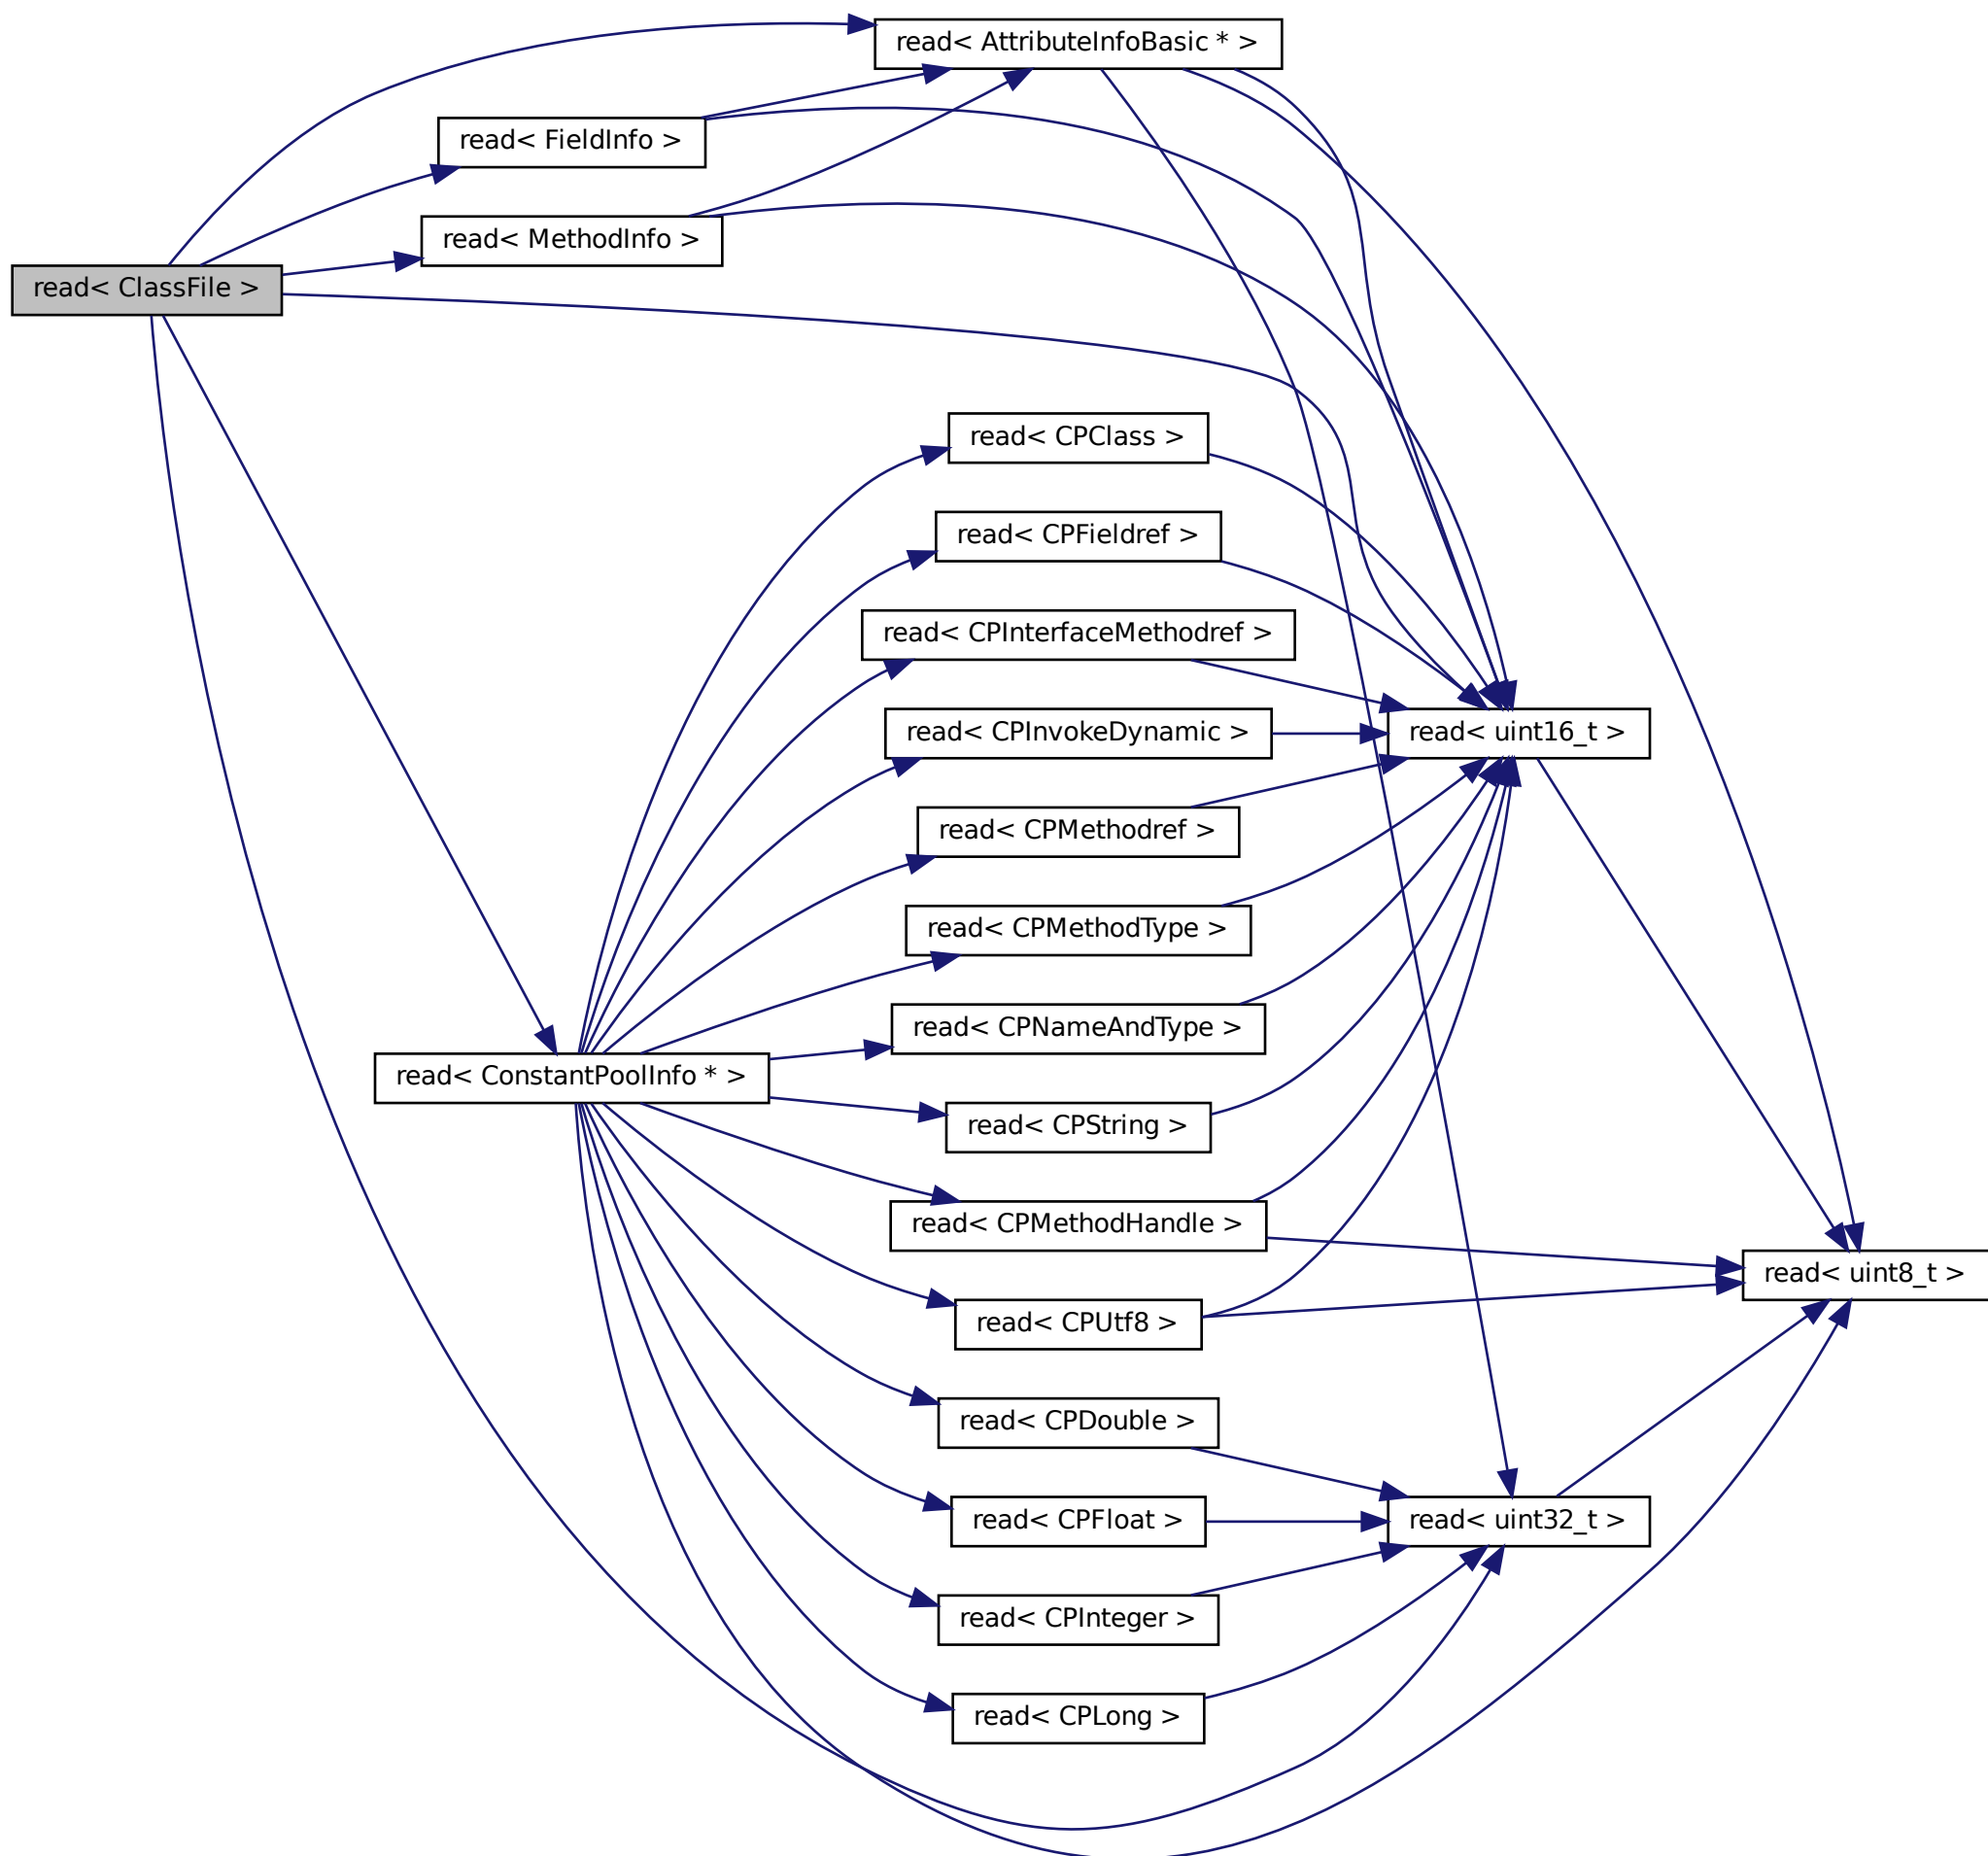 read< AttributeInfoBasic * >
read< FieldInfo >
read< MethodInfo >
read< ClassFile >
read< CPClass >
read< CPFieldref >
read< CPInterfaceMethodref >
read< CPInvokeDynamic >
read< uint16_t >
read< CPMethodref >
read< CPMethodType >
read< CPNameAndType >
read< ConstantPoolInfo * >
read< CPString >
read< CPMethodHandle >
read< uint8_t >
read< CPUtf8 >
read< CPDouble >
read< CPFloat >
read< uint32_t >
read< CPInteger >
read< CPLong >